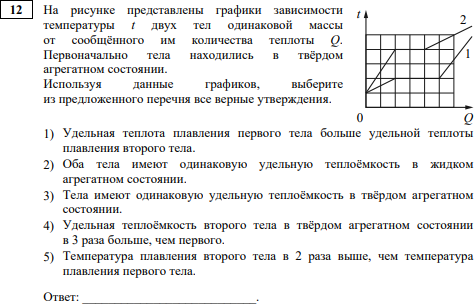 12
На рисунке представлены графики зависимости
температуры t двух тел одинаковой массы
от сообщённого им количества теплоты Q.
Первоначально тела находились в твёрдом
агрегатном состоянии.
Используя данные графиков, выберите
из предложенного перечня все верные утверждения.
t
2
1
0
Q
1) Удельная теплота плавления первого тела больше удельной теплоты
плавления второго тела.
2) Оба тела имеют одинаковую удельную теплоёмкость в жидком
агрегатном состоянии.
3) Тела имеют одинаковую удельную теплоёмкость в твёрдом агрегатном
состоянии.
4) Удельная теплоёмкость второго тела в твёрдом агрегатном состоянии
в 3 раза больше, чем первого.
5) Температура плавления второго тела в 2 раза выше, чем температура
плавления первого тела.
Ответ: ___________________________.